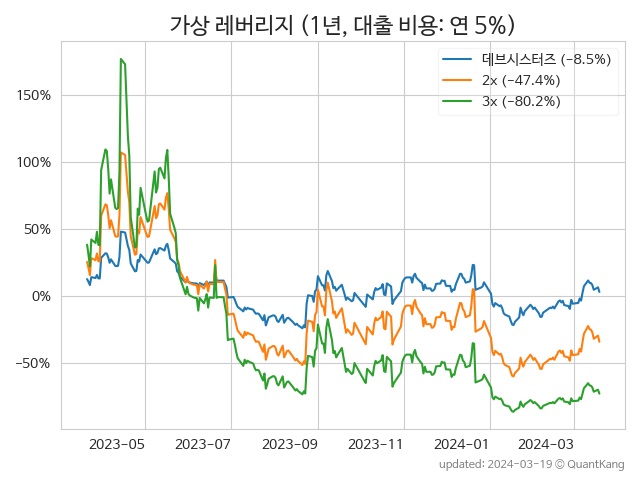 가상 레버리지 (1년, 대출 비용: 연 5%)
데브시스터즈 (−8.5%)
2x (−47.4%)
3x (−80.2%)
150%
100%
50%
0%
−50%
2023-05 2023-07 2023-09 2023-11 2024-01 2024-03
updated: 2024-03-19 © QuantKang